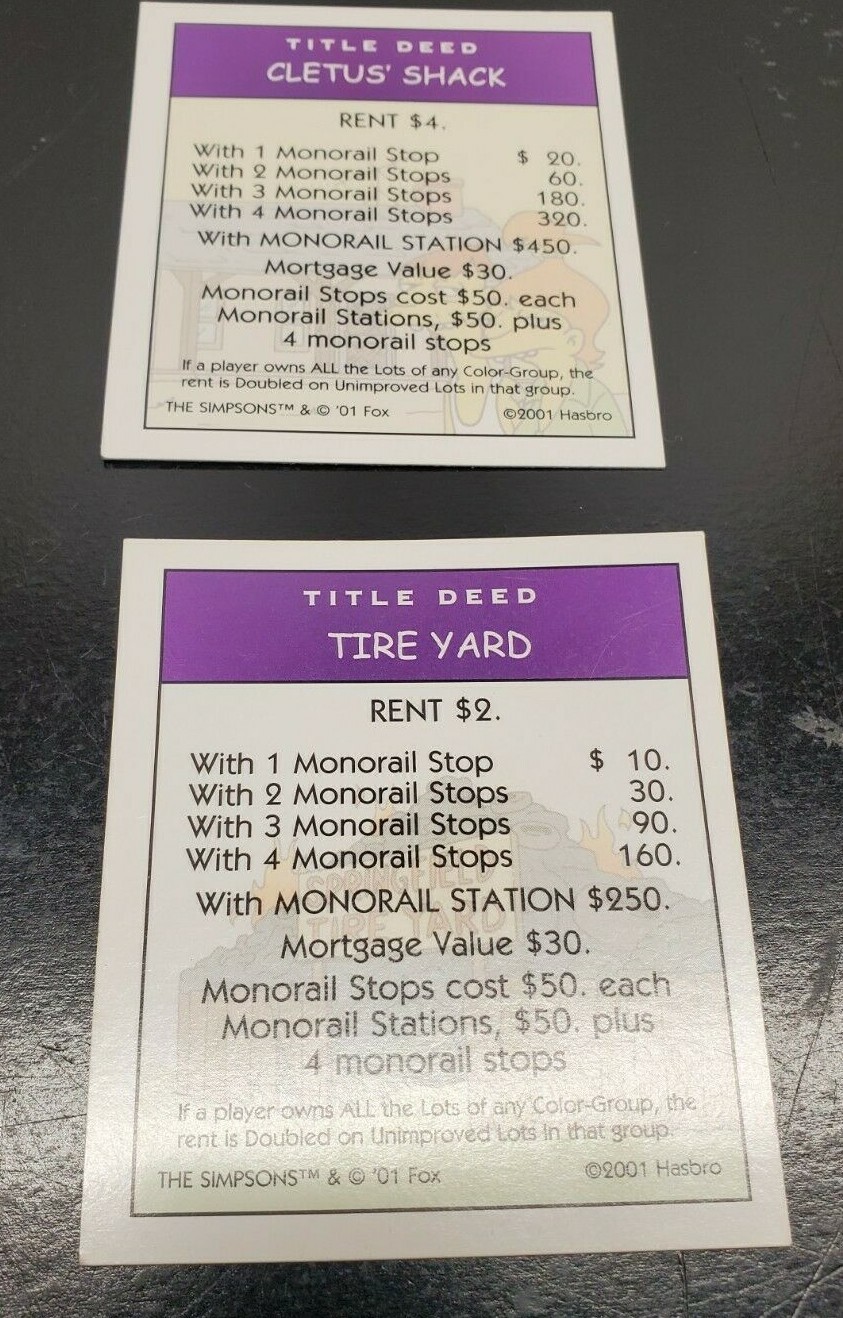 TITLE DEED
CLETUS' SHACK
RENT $4.
With 1 Monorail Stop $ 20.
With 2 Monorail Stops 60.
With 3 Monorail Stops 180.
With 4 Monorail Stops 320.
With MONORAIL STATION $450.
Mortgage Value $30.
Monorail Stops cost $50. each
Monorail Stations, $50. plus
4 monorail stops
If a player owns ALL the Lots of any Color-Group, the
rent is Doubled on Unimproved Lots in that group.
THE SIMPSONS™ & © '01 Fox ©2001 Hasbro
TITLE DEED
TIRE YARD
RENT $2.
With 1 Monorail Stop $ 10.
With 2 Monorail Stops 30.
With 3 Monorail Stops 90.
With 4 Monorail Stops 160.
SPRINGFIELD
With MONORAIL STATION $250.
TIRE YARD
Mortgage Value $30.
Monorail Stops cost $50. each
Monorail Stations, $50. plus
4 monorail stops
If a player owns ALL the Lots of any Color-Group, the
rent is Doubled on Unimproved Lots in that group.
THE SIMPSONS™ & © '01 Fox ©2001 Hasbro